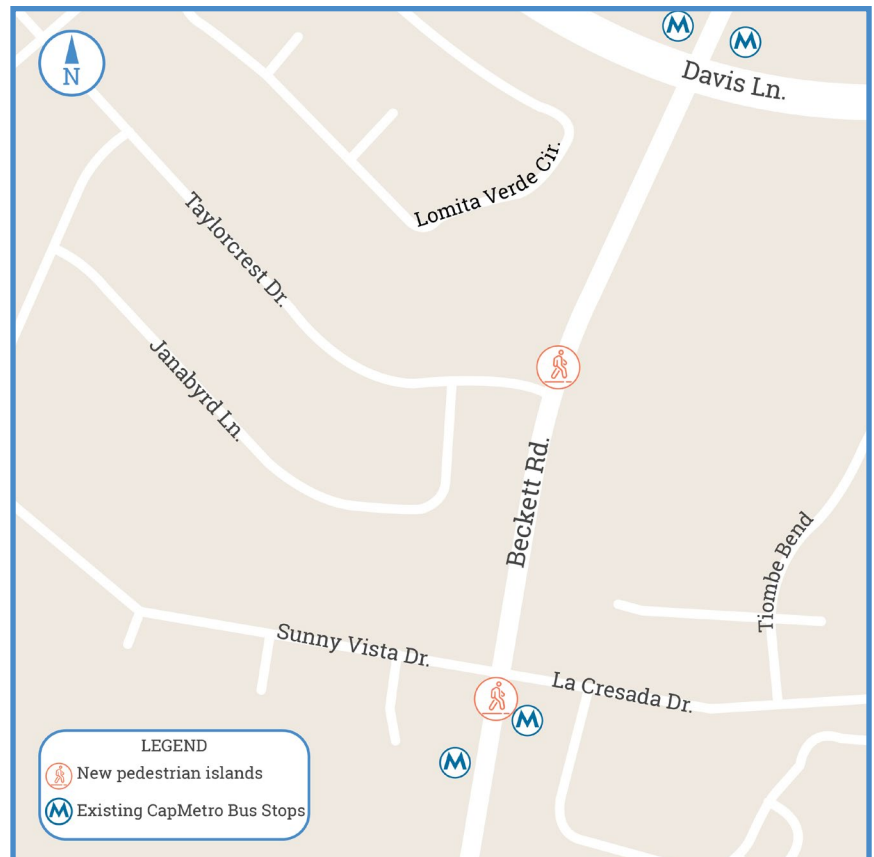 N
Davis Ln.
Lomita Verde Cir.
Taylorcrest Dr.
Janabyrd Ln.
Beckett Rd.
Tiombe Bend
Sunny Vista Dr.
La Cresada Dr.
LEGEND
New pedestrian islands
Existing CapMetro Bus Stops